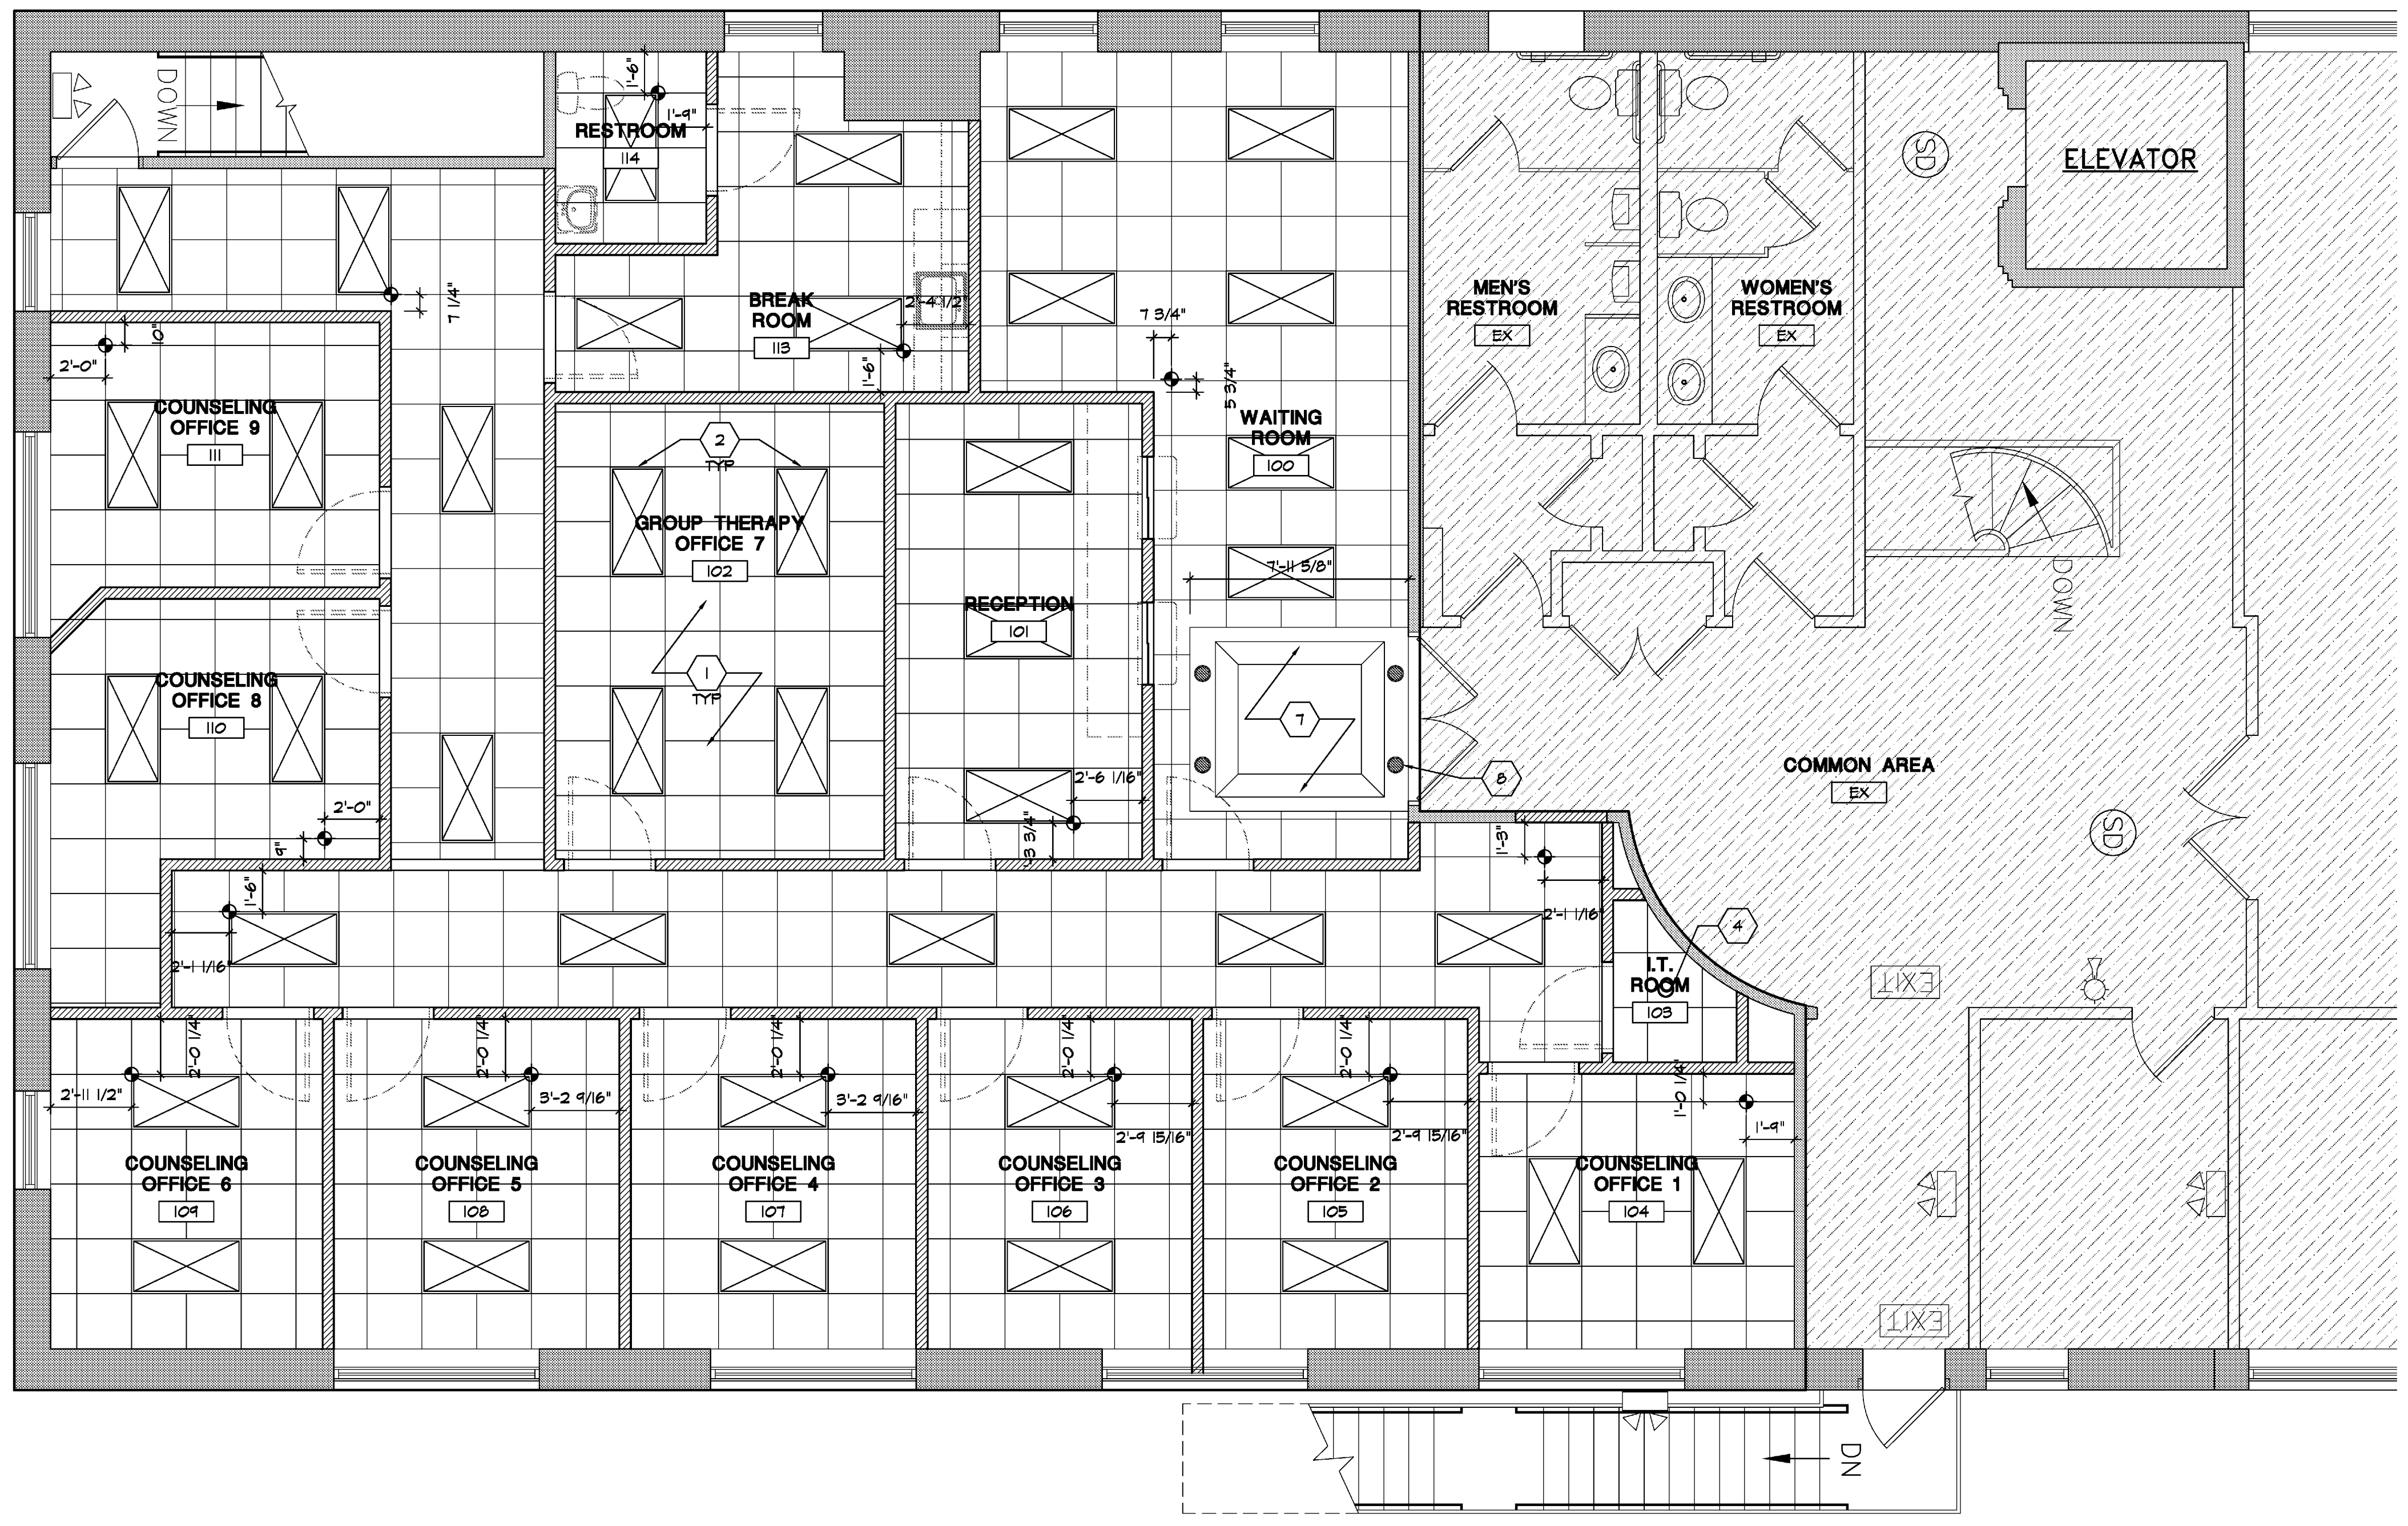 DOWN
1'-6"
1'-9"
RESTROOM
114
SD
ELEVATOR
7 1/4"
BREAK
ROOM
113
2'-4 1/2"
1'-6"
7 3/4"
5 3/4"
MEN'S
RESTROOM
EX
WOMEN'S
RESTROOM
EX
10"
2'-0"
COUNSELING
OFFICE 9
111
2
TYP
GROUP THERAPY
OFFICE 7
102
1
TYP
WAITING
ROOM
100
7'-11 5/8"
RECEPTION
101
DOWN
COUNSELING
OFFICE 8
110
2'-0"
9"
7
8
2'-6 1/16"
3 3/4"
COMMON AREA
EX
SD
1'-3"
1'-6"
2'-1 1/16"
2'-1 1/16"
4
I.T.
ROOM
103
EXIT
2'-0 1/4"
2'-11 1/2"
COUNSELING
OFFICE 6
109
2'-0 1/4"
3'-2 9/16"
COUNSELING
OFFICE 5
108
2'-0 1/4"
3'-2 9/16"
COUNSELING
OFFICE 4
107
2'-0 1/4"
2'-9 15/16"
COUNSELING
OFFICE 3
106
2'-0 1/4"
2'-9 15/16"
COUNSELING
OFFICE 2
105
1'-0 1/4"
1'-9"
COUNSELING
OFFICE 1
104
EXIT
DN